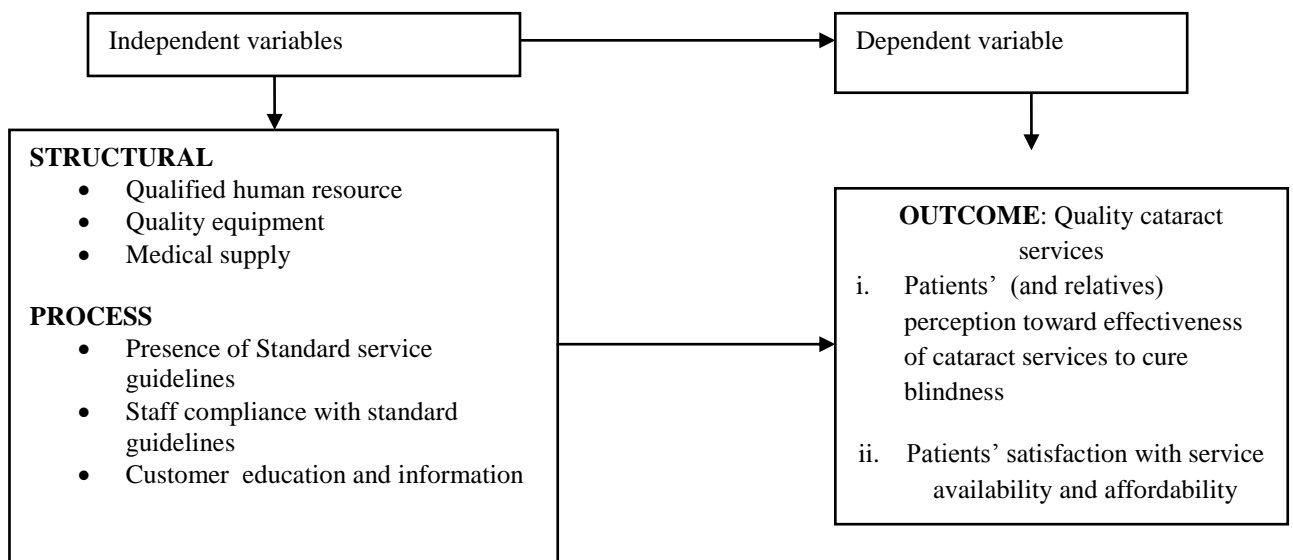 Independent variables
Dependent variable
STRUCTURAL
• Qualified human resource
• Quality equipment
• Medical supply
PROCESS
• Presence of Standard service
guidelines
• Staff compliance with standard
guidelines
• Customer education and information
OUTCOME: Quality cataract
services
i. Patients’ (and relatives)
perception toward effectiveness
of cataract services to cure
blindness
ii. Patients’ satisfaction with service
availability and affordability